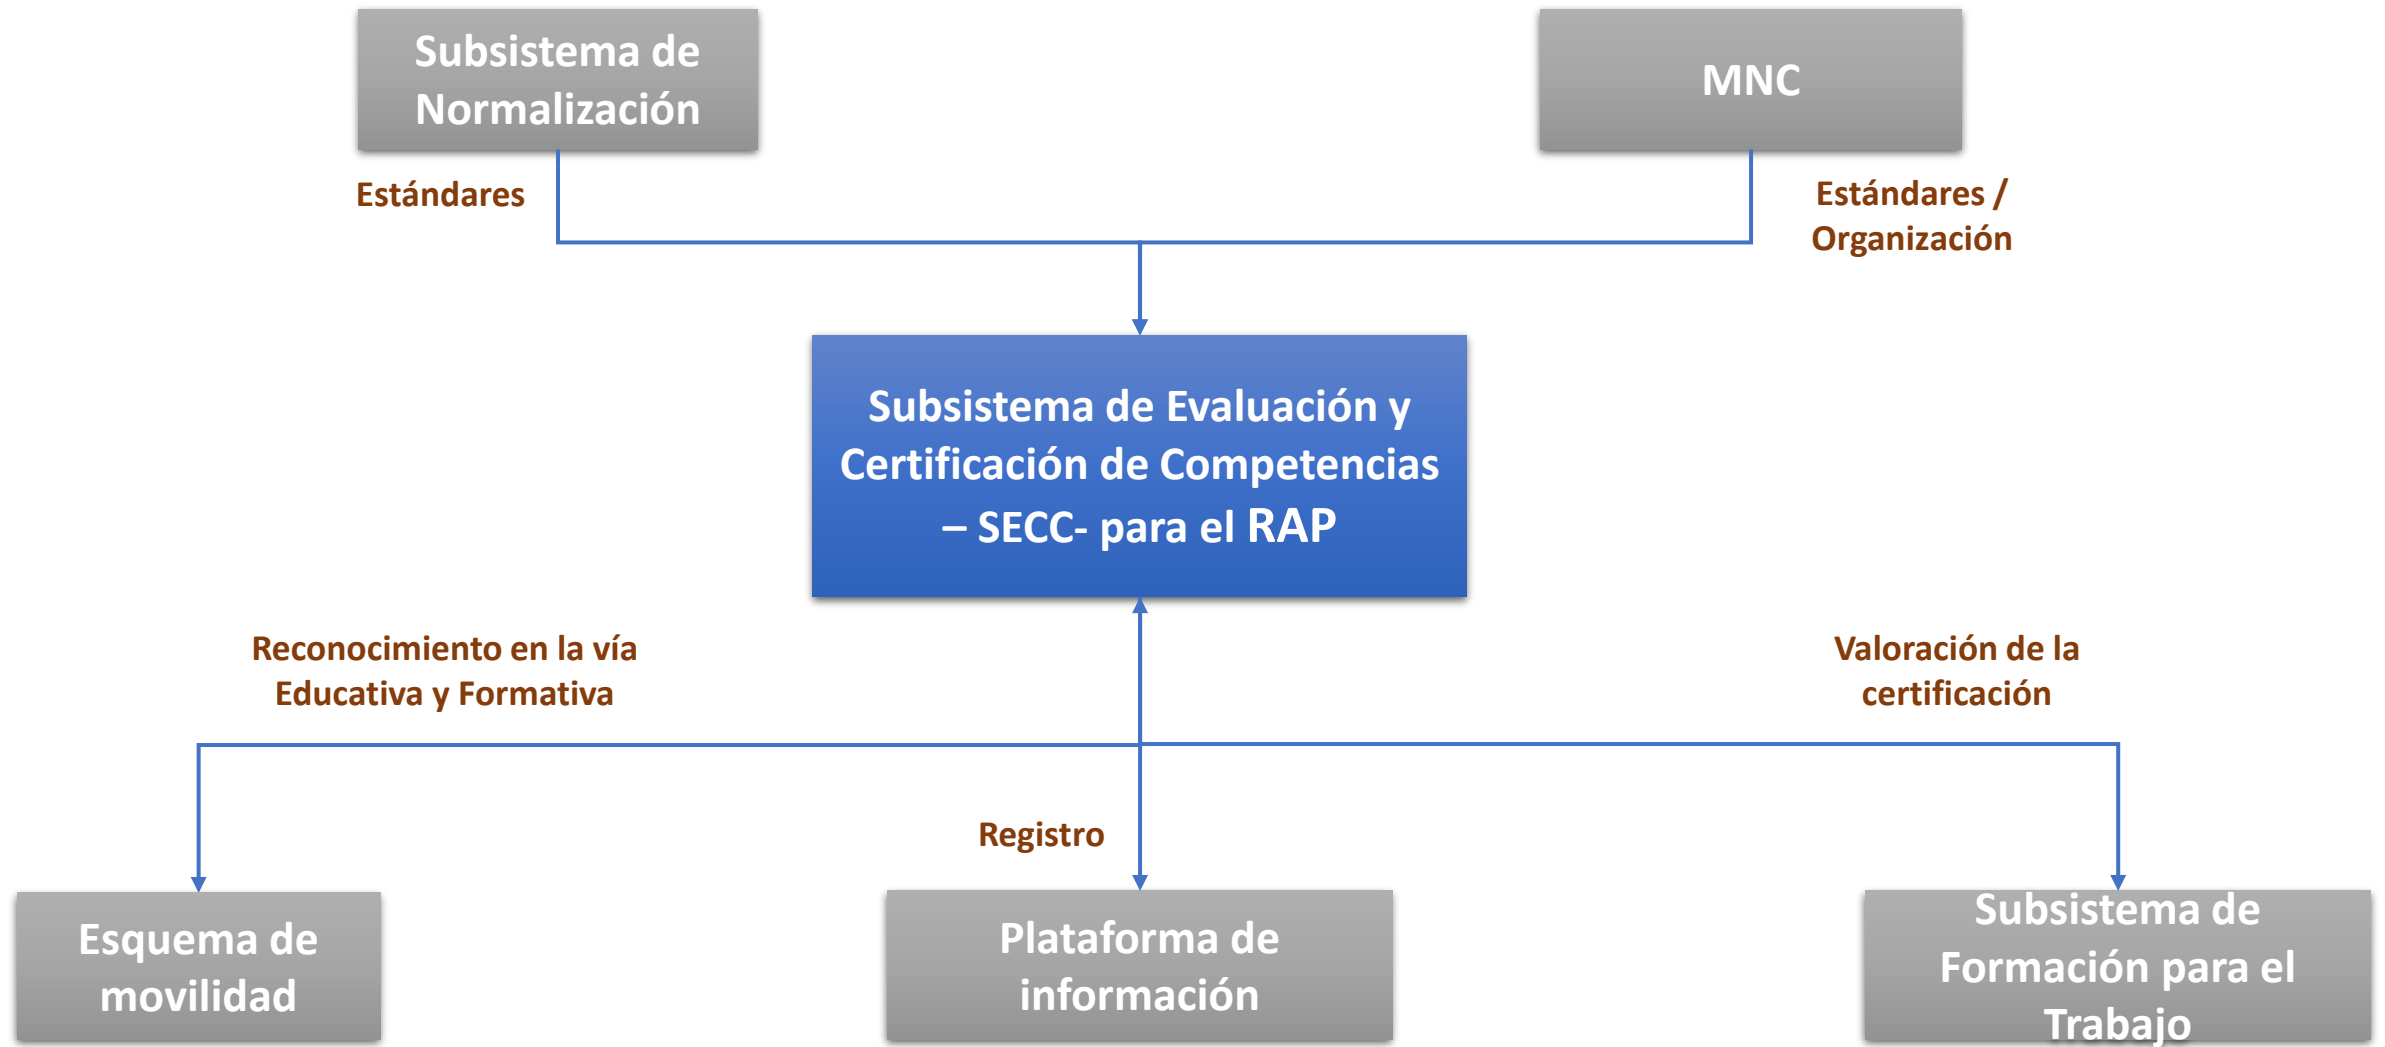 Subsistema de
Normalización
MNC
Estándares
Estándares /
Organización
Subsistema de Evaluación y
Certificación de Competencias
– SECC- para el RAP
Reconocimiento en la vía
Educativa y Formativa
Valoración de la
certificación
Registro
Esquema de
movilidad
Plataforma de
información
Subsistema de
Formación para el
Trabajo